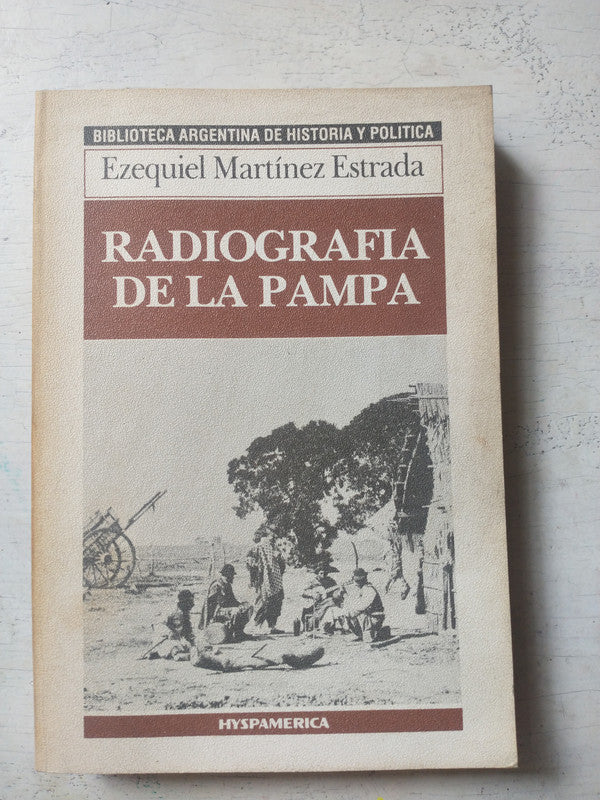 BIBLIOTECA ARGENTINA DE HISTORIA Y POLITICA
Ezequiel Martínez Estrada
RADIOGRAFIA
DE LA PAMPA
HYSPAMERICA